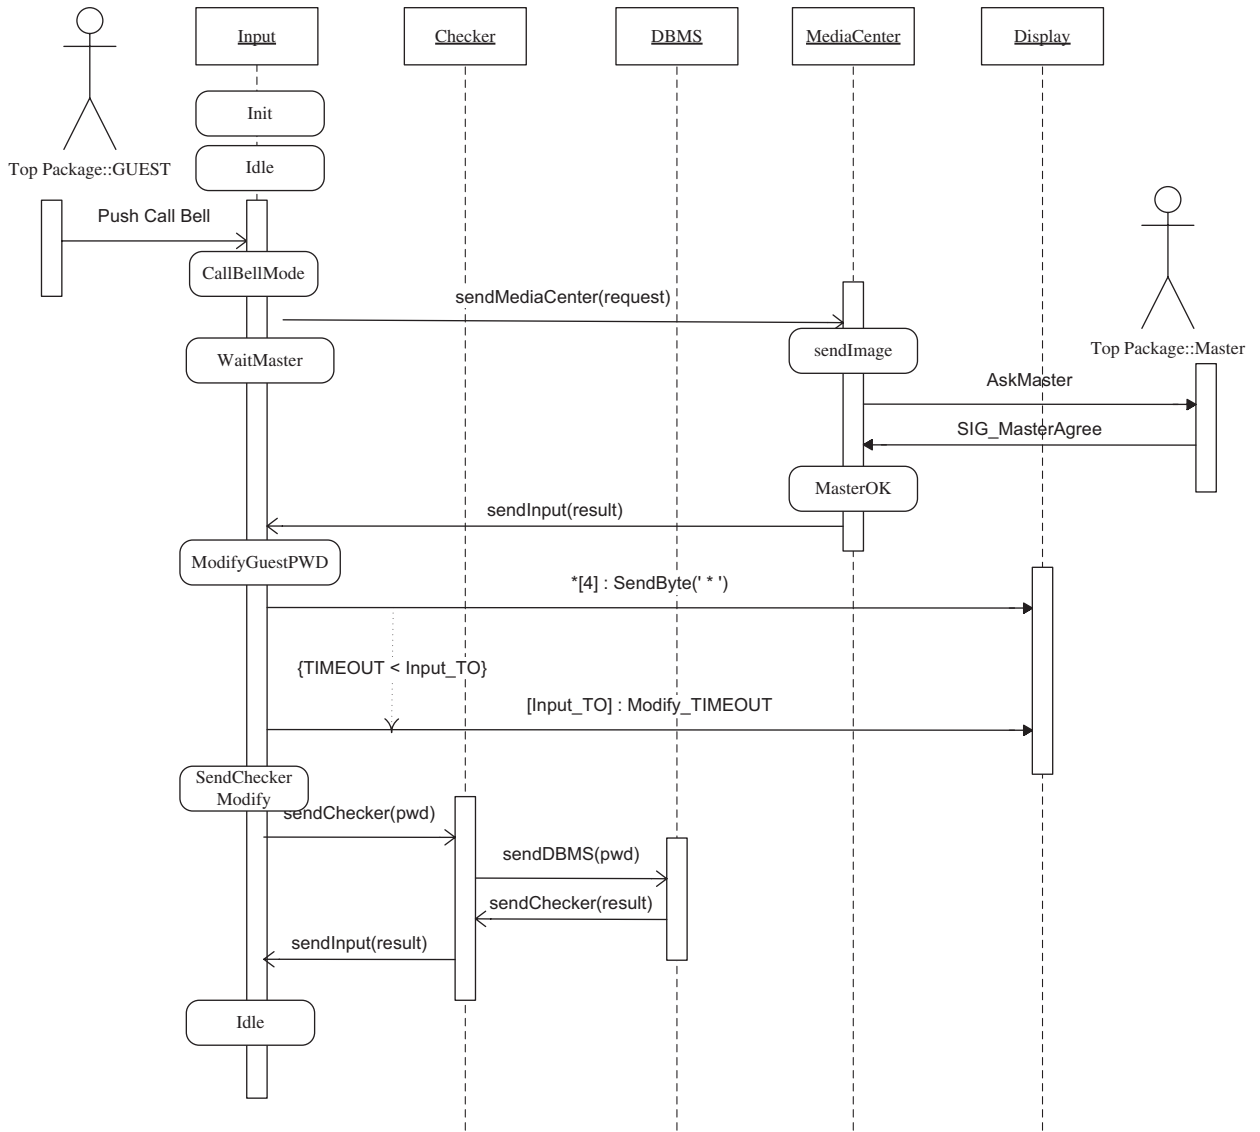 Input
Checker
DBMS
MediaCenter
Display
Init
Idle
Top Package::GUEST
Push Call Bell
CallBellMode
sendMediaCenter(request)
WaitMaster
sendImage
Top Package::Master
AskMaster
SIG_MasterAgree
MasterOK
sendInput(result)
ModifyGuestPWD
*[4] : SendByte(' * ')
{TIMEOUT < Input_TO}
[Input_TO] : Modify_TIMEOUT
SendChecker
Modify
sendChecker(pwd)
sendDBMS(pwd)
sendChecker(result)
sendInput(result)
Idle